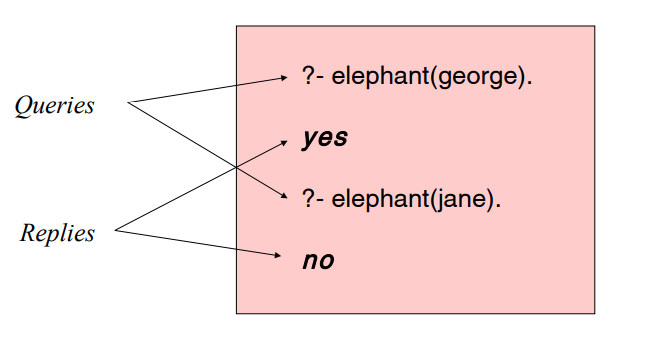 ?- elephant(george).
Queries
yes
?- elephant(jane).
Replies
no